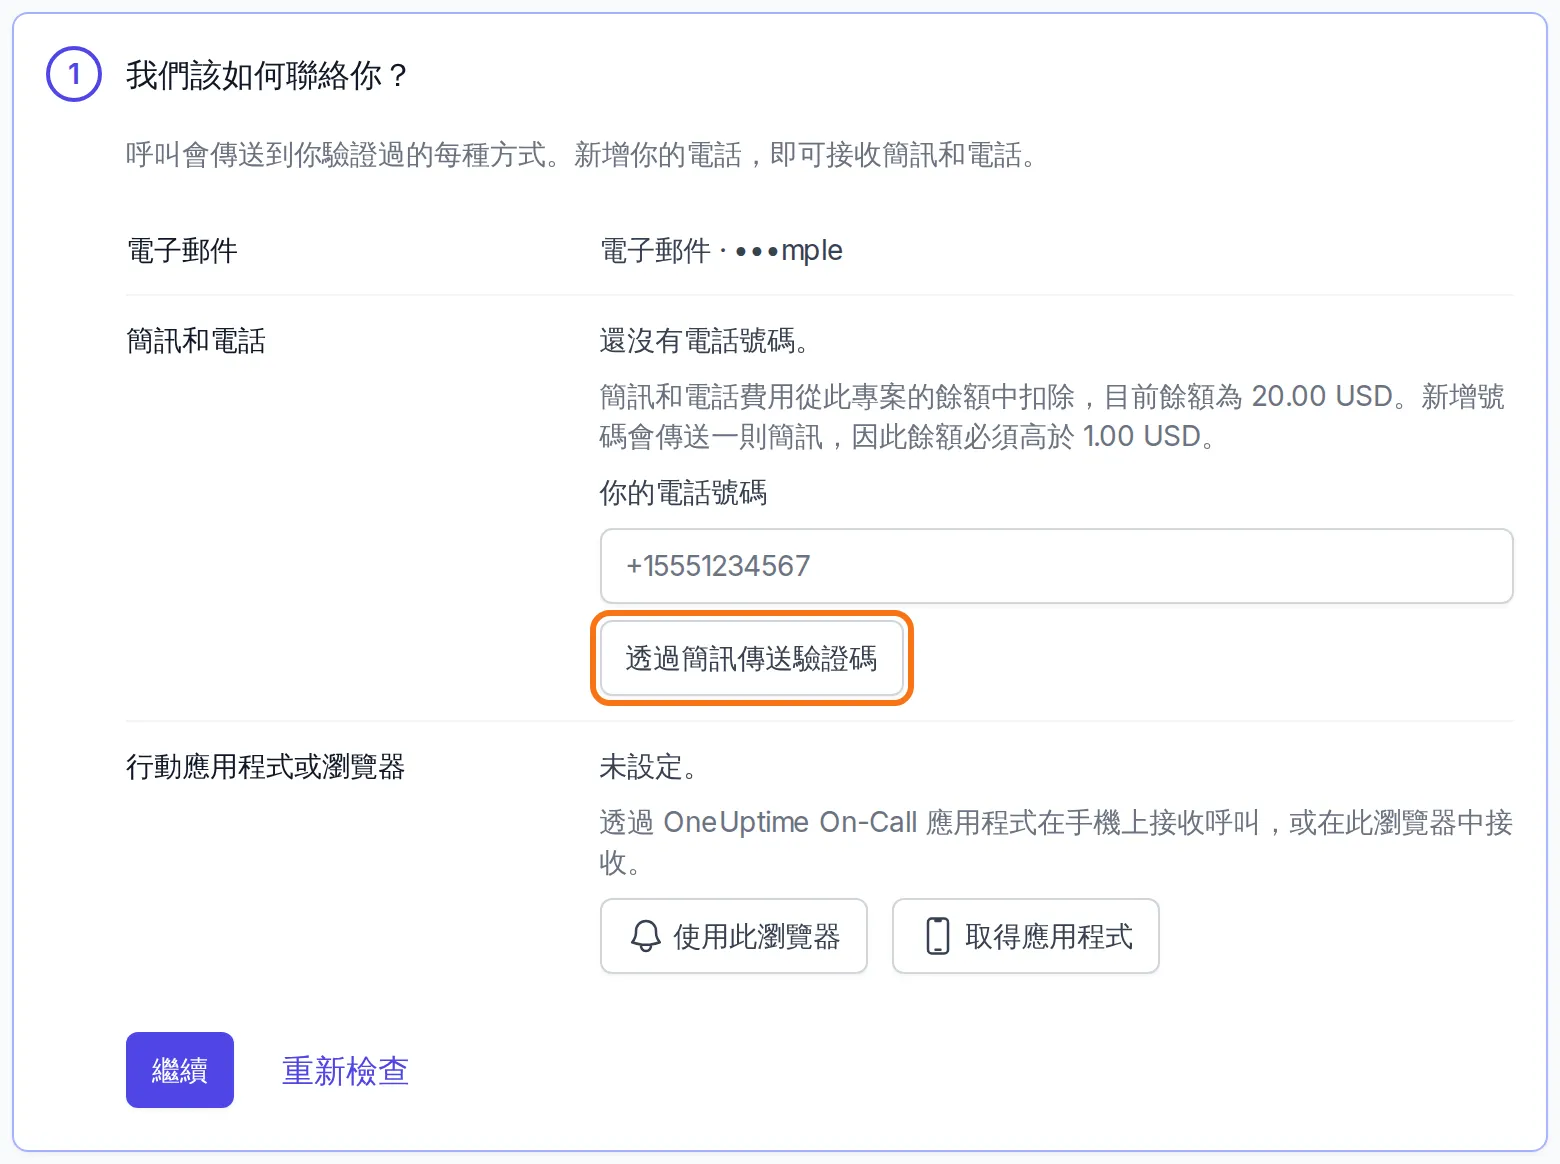 1
我們該如何聯絡你？
呼叫會傳送到你驗證過的每種方式。新增你的電話，即可接收簡訊和電話。
電子郵件
電子郵件 · •••mple
簡訊和電話
還沒有電話號碼。
簡訊和電話費用從此專案的餘額中扣除，目前餘額為 20.00 USD。新增號
碼會傳送一則簡訊，因此餘額必須高於 1.00 USD。
你的電話號碼
+15551234567
透過簡訊傳送驗證碼
行動應用程式或瀏覽器
未設定。
透過 OneUptime On-Call 應用程式在手機上接收呼叫，或在此瀏覽器中接
收。
使用此瀏覽器
取得應用程式
繼續
重新檢查